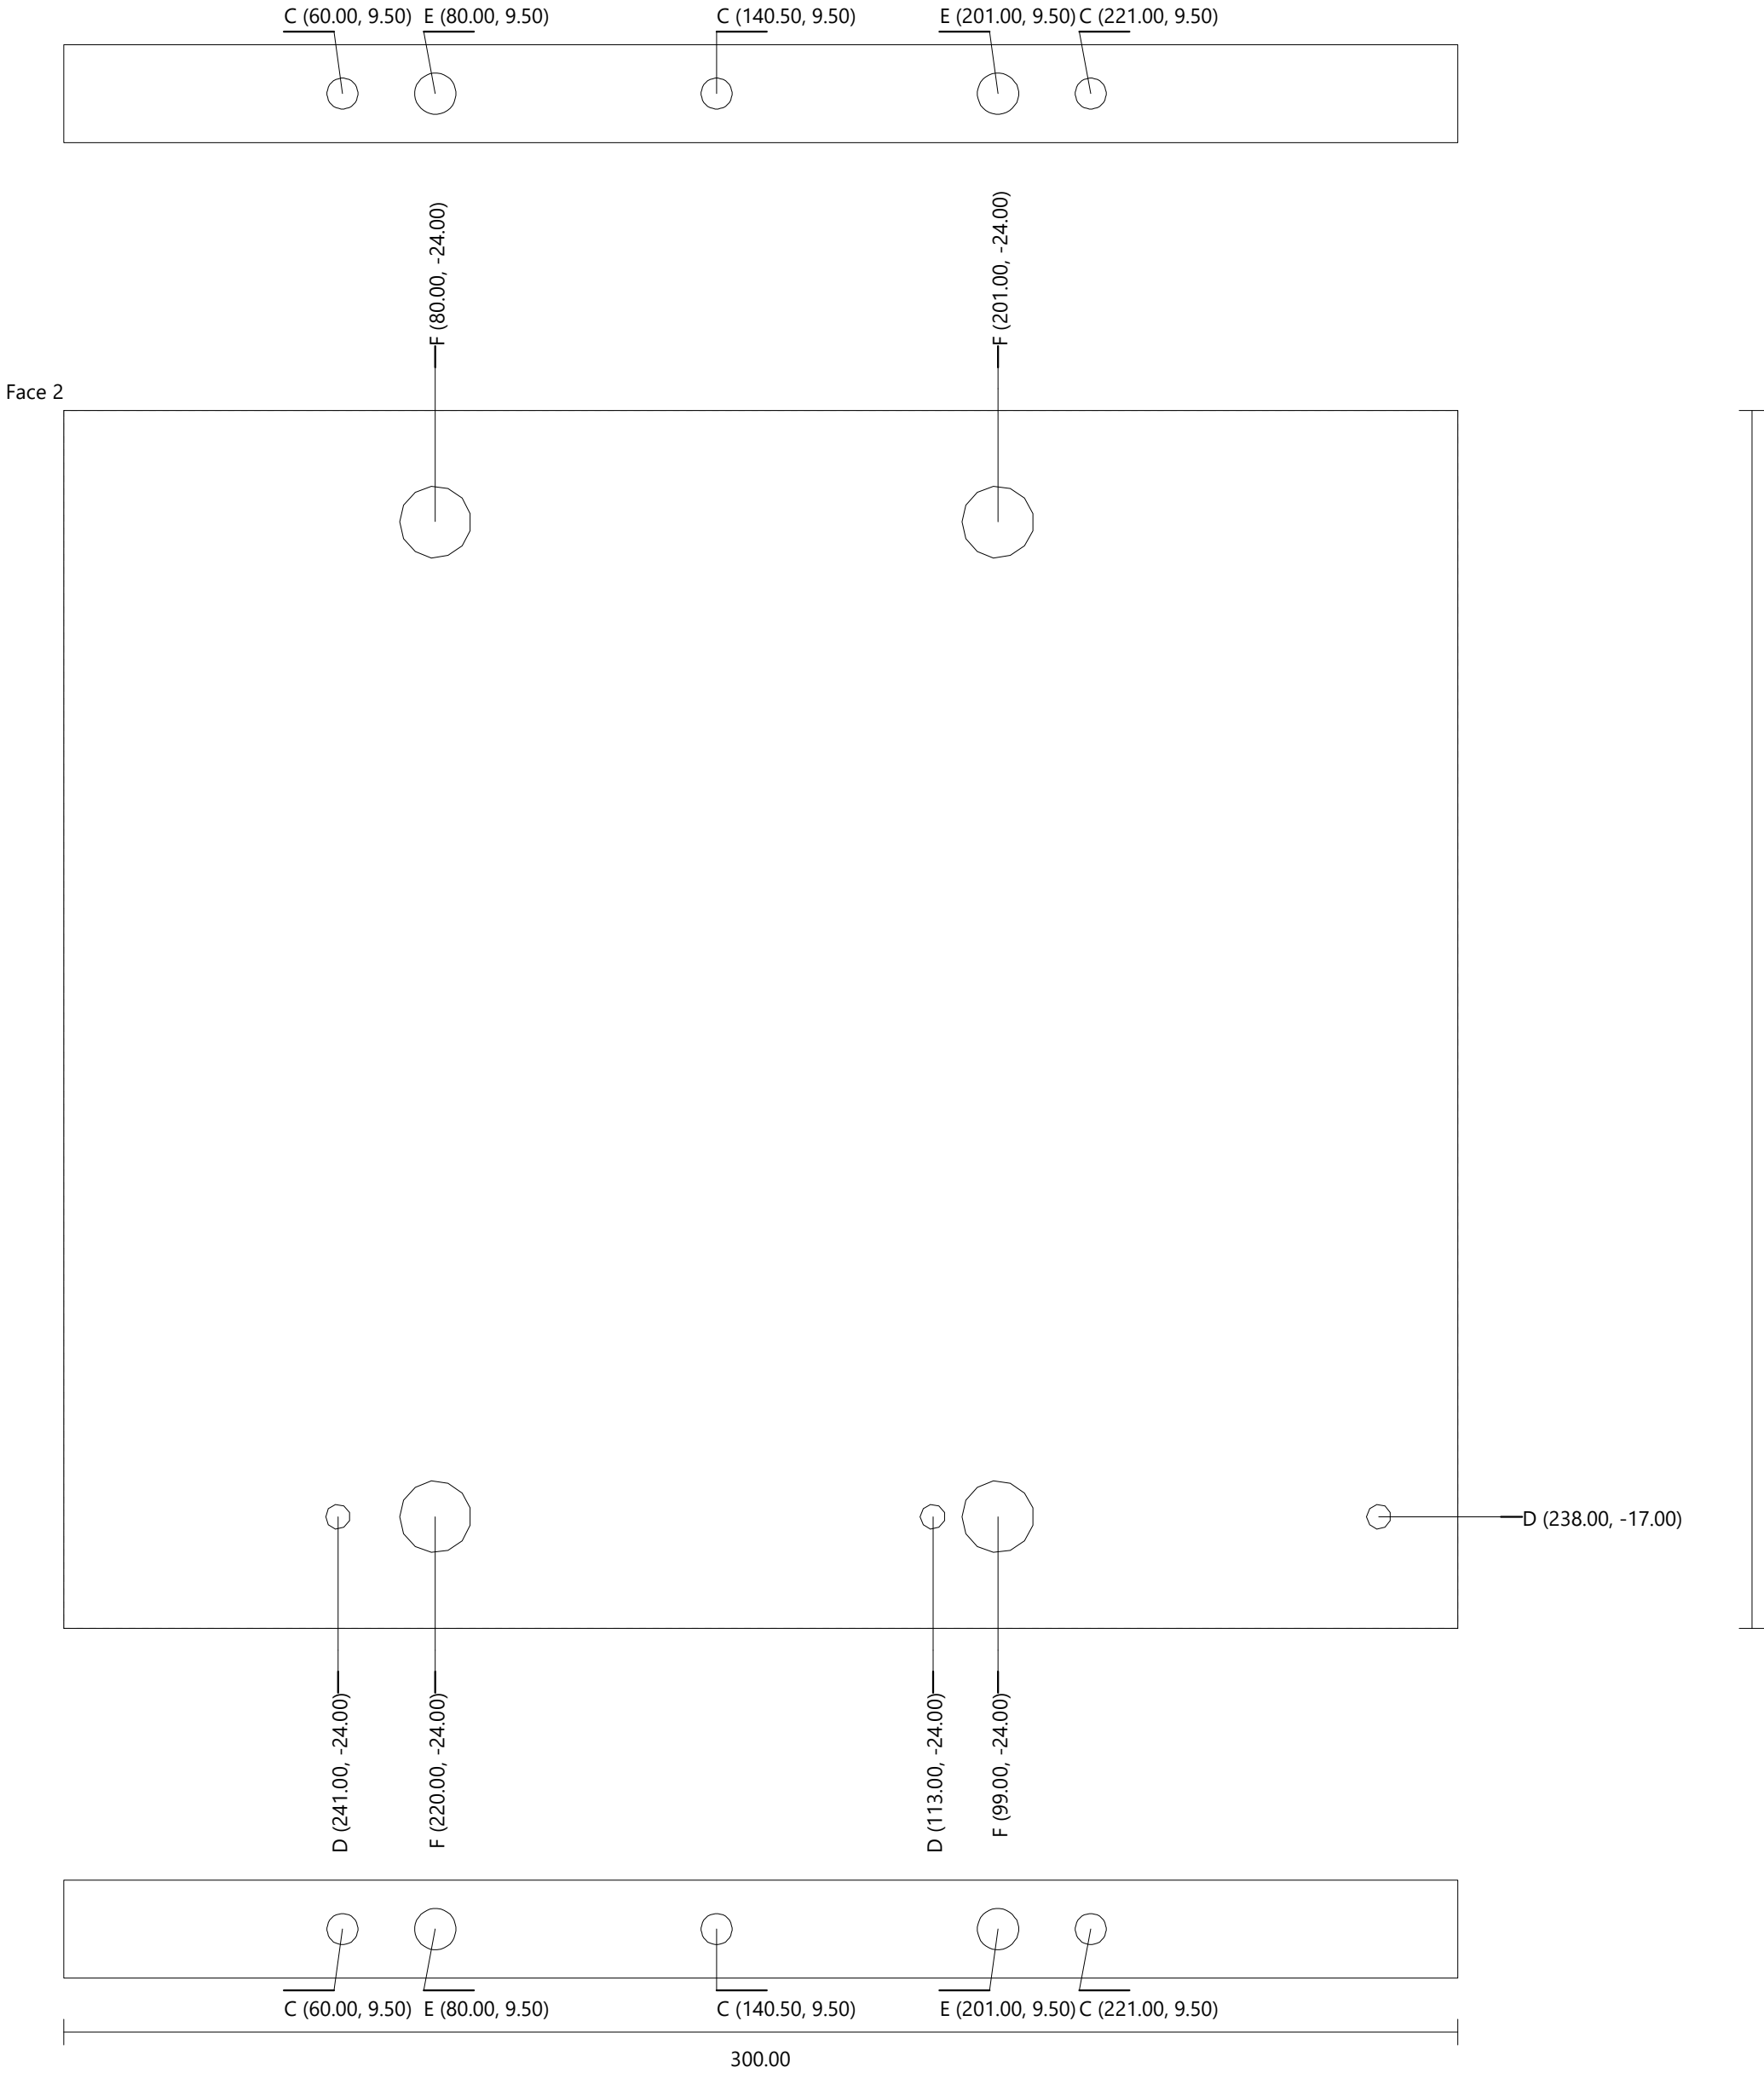 C (60.00, 9.50) E (80.00, 9.50) C (140.50, 9.50) E (201.00, 9.50) C (221.00, 9.50)
F (80.00, -24.00)
F (201.00, -24.00)
Face 2
D (238.00, -17.00)
D (241.00, -24.00)
F (220.00, -24.00)
D (113.00, -24.00)
F (99.00, -24.00)
C (60.00, 9.50) E (80.00, 9.50) C (140.50, 9.50) E (201.00, 9.50) C (221.00, 9.50)
300.00